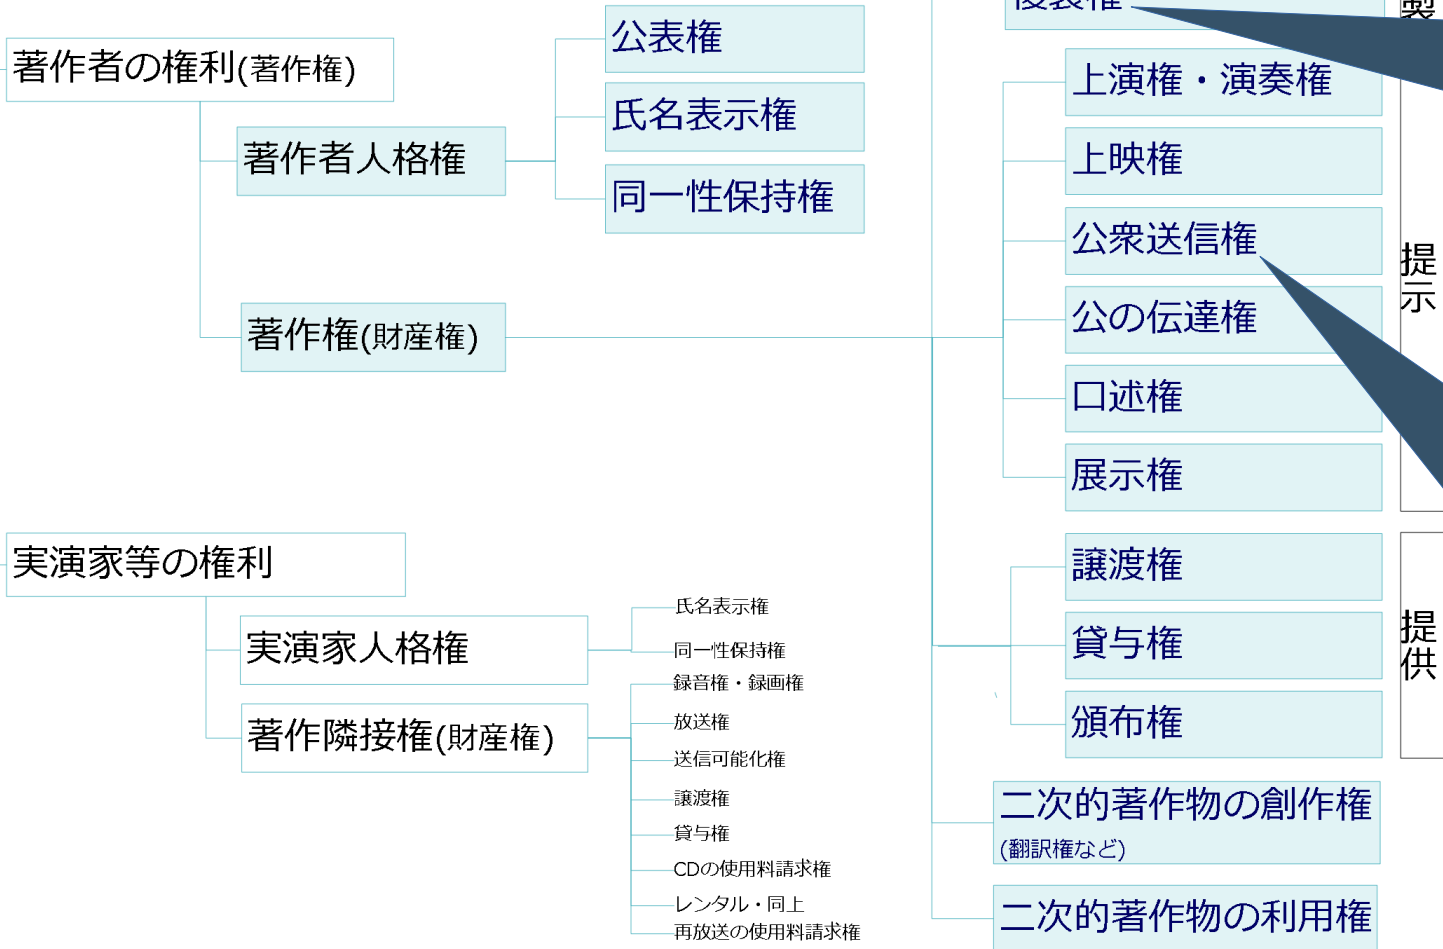 著作者の権利(著作権)
著作者人格権
公表権
氏名表示権
同一性保持権
著作権(財産権)
複製権
上演権・演奏権
上映権
公衆送信権
公の伝達権
口述権
展示権
提示
譲渡権
貸与権
頒布権
提供
二次的著作物の創作権
(翻訳権など)
二次的著作物の利用権
実演家等の権利
実演家人格権
氏名表示権
同一性保持権
著作隣接権(財産権)
録音権・録画権
放送権
送信可能化権
譲渡権
貸与権
CDの使用料請求権
レンタル・同上
再放送の使用料請求権